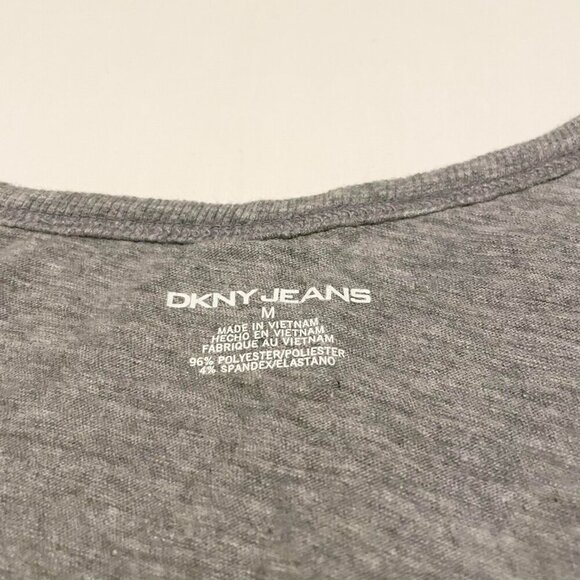 DKNY JEANS
M
MADE IN VIETNAM
HECHO EN VIETNAM
FABRIQUE AU VIETNAM
96% POLYESTER/POLIESTER
4% SPANDEX/ELASTANO